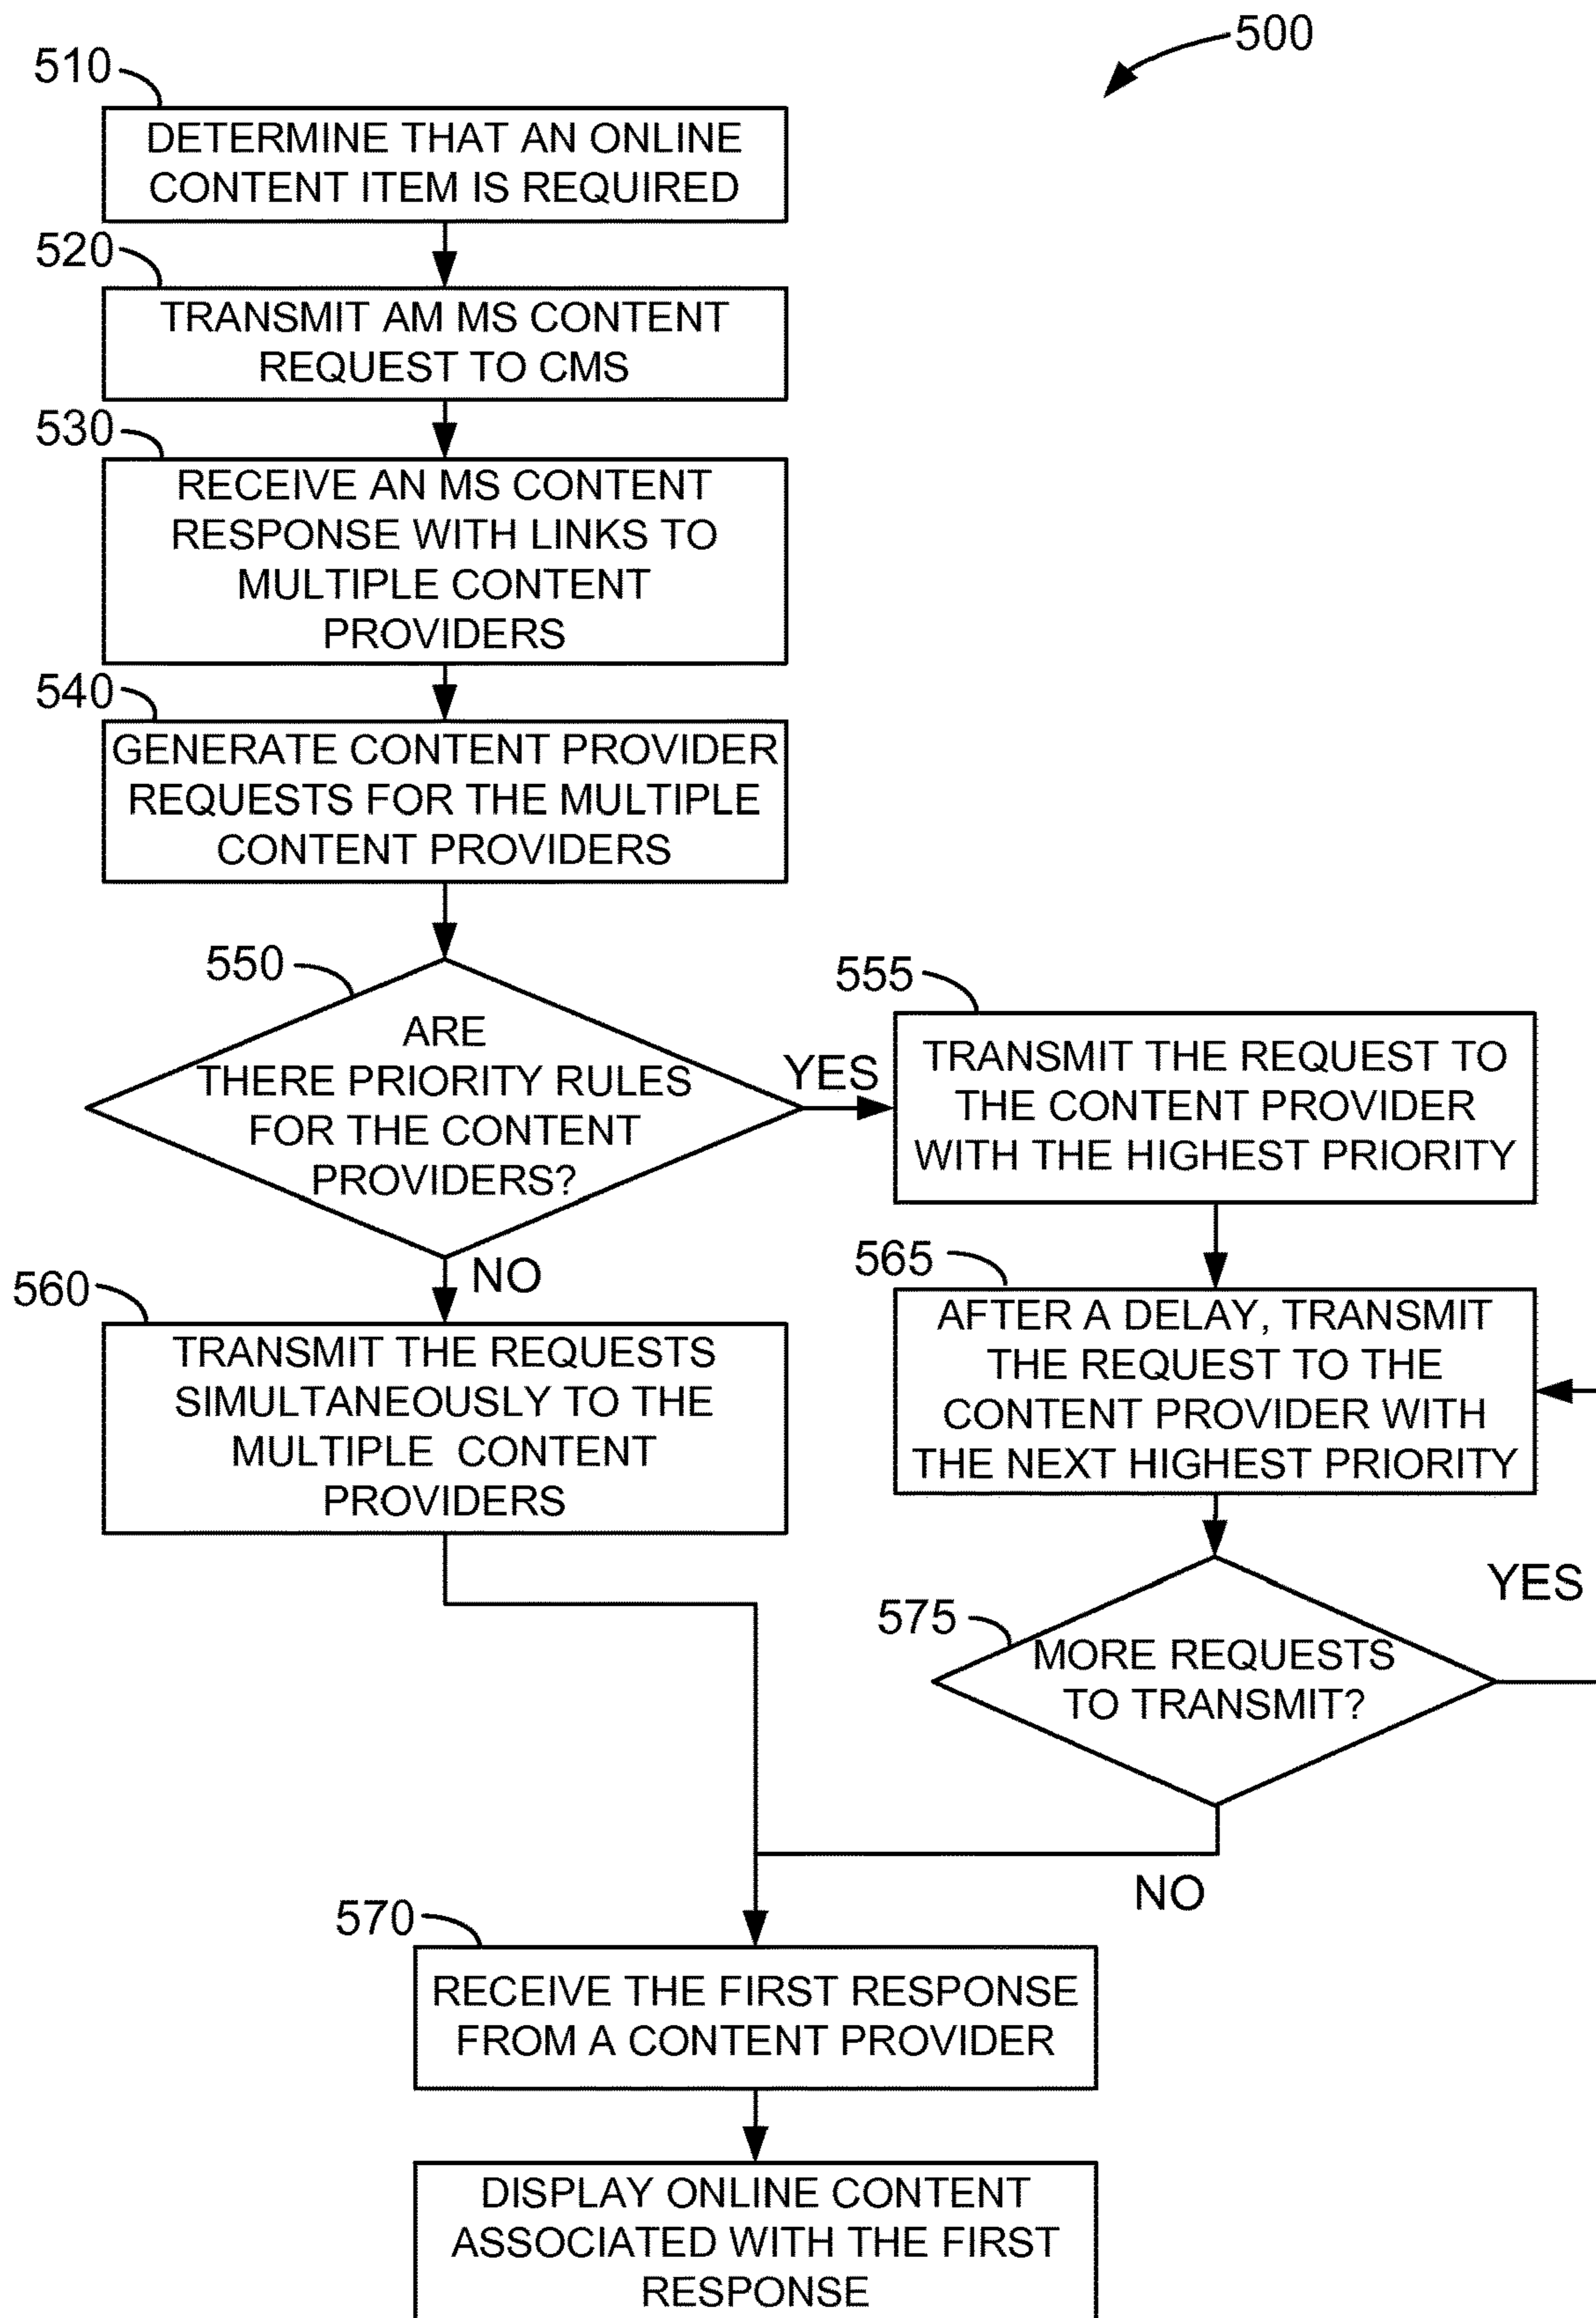 500
510
DETERMINE THAT AN ONLINE
CONTENT ITEM IS REQUIRED
520
TRANSMIT AM MS CONTENT
REQUEST TO CMS
530
RECEIVE AN MS CONTENT
RESPONSE WITH LINKS TO
MULTIPLE CONTENT
PROVIDERS
540
GENERATE CONTENT PROVIDER
REQUESTS FOR THE MULTIPLE
CONTENT PROVIDERS
550
ARE
THERE PRIORITY RULES
FOR THE CONTENT
PROVIDERS?
YES
555
TRANSMIT THE REQUEST TO
THE CONTENT PROVIDER
WITH THE HIGHEST PRIORITY
NO
560
TRANSMIT THE REQUESTS
SIMULTANEOUSLY TO THE
MULTIPLE CONTENT
PROVIDERS
565
AFTER A DELAY, TRANSMIT
THE REQUEST TO THE
CONTENT PROVIDER WITH
THE NEXT HIGHEST PRIORITY
575
MORE REQUESTS
TO TRANSMIT?
YES
NO
570
RECEIVE THE FIRST RESPONSE
FROM A CONTENT PROVIDER
DISPLAY ONLINE CONTENT
ASSOCIATED WITH THE FIRST
RESPONSE